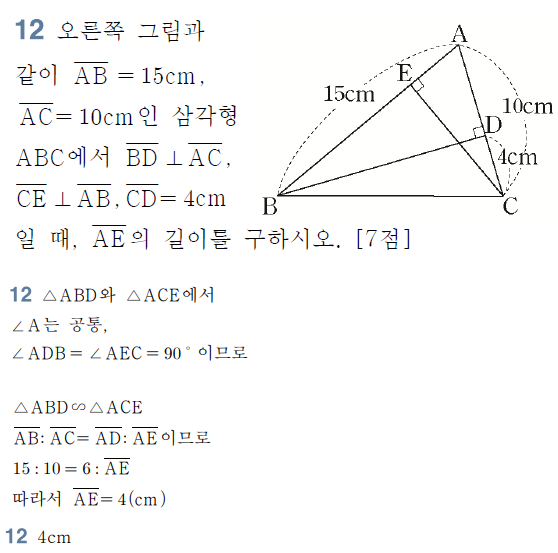 12 오른쪽 그림과
같이 AB = 15cm,
AC = 10cm인 삼각형
ABC에서 BD ⊥ AC,
CE ⊥ AB, CD = 4cm
일 때, AE의 길이를 구하시오. [7점]
A
E
15cm
10cm
D
4cm
B
C
12 △ABD와 △ACE에서
∠A는 공통,
∠ADB = ∠AEC = 90°이므로
△ABD∽△ACE
AB : AC = AD : AE이므로
15 : 10 = 6 : AE
따라서 AE = 4(cm)
12 4cm